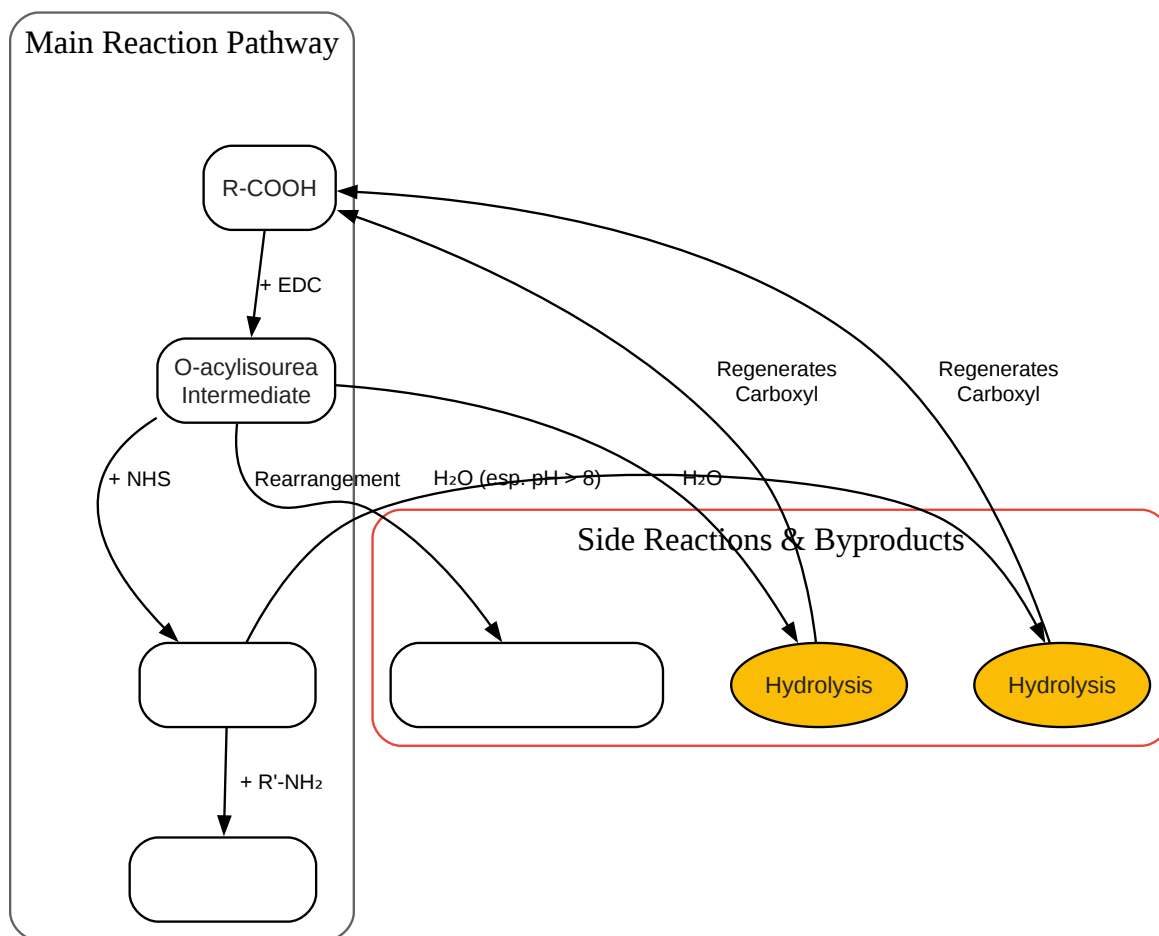 Main Reaction Pathway
R-COOH
+ EDC
O-acylisourea
Intermediate
Regenerates
Carboxyl
Regenerates
Carboxyl
+ NHS
Rearrangement
H₂O (esp. pH > 8)
H₂O
Side Reactions & Byproducts
Hydrolysis
Hydrolysis
+ R'-NH₂